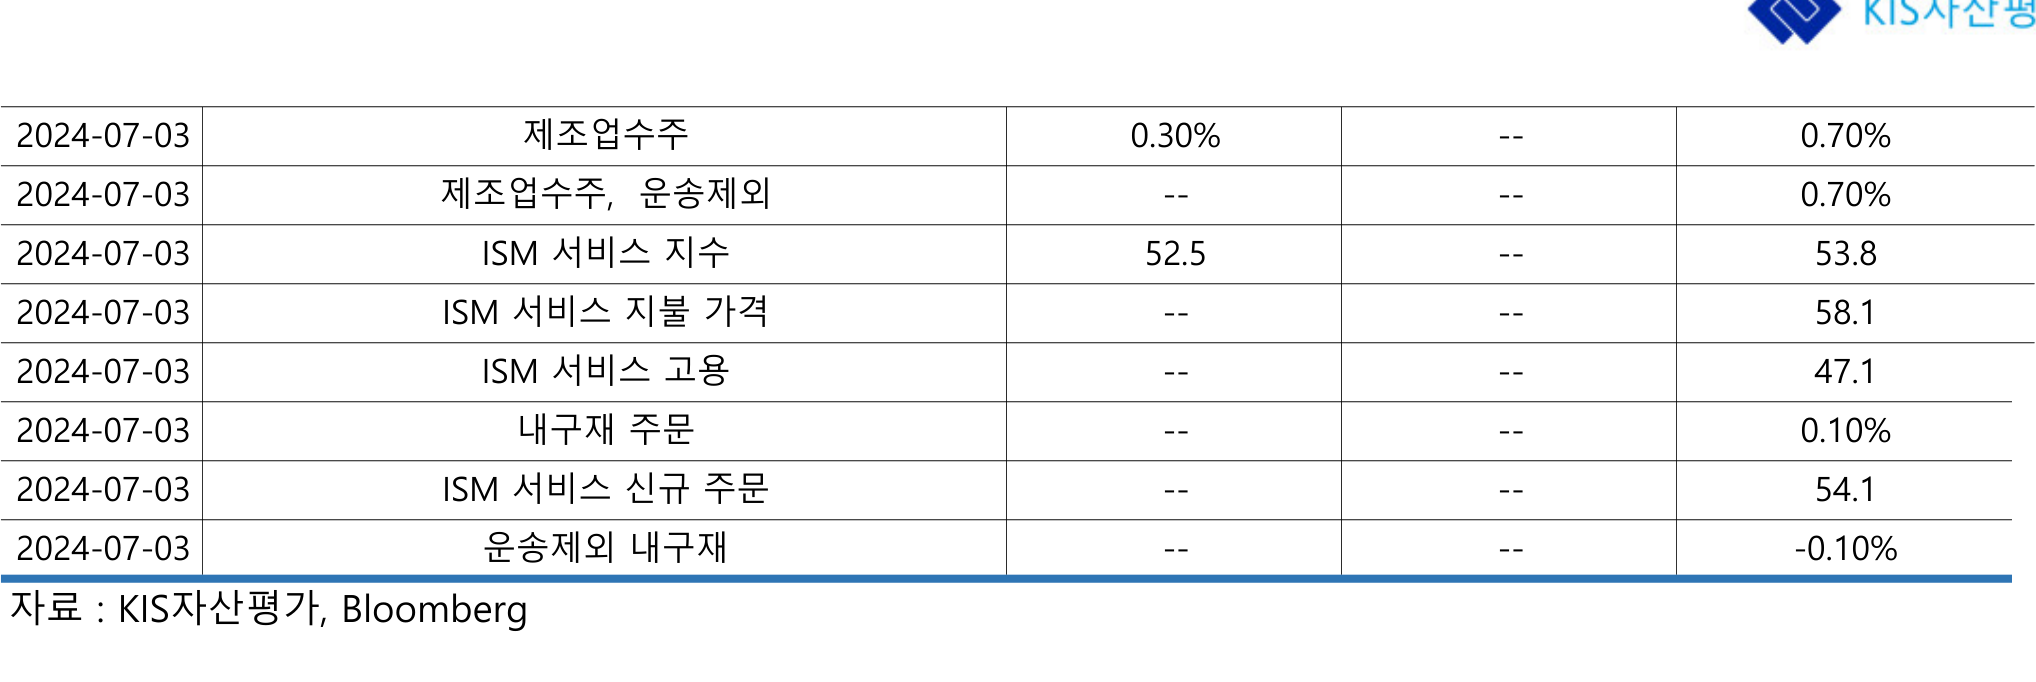 KIS자산평
2024-07-03 제조업수주 0.30% -- 0.70%
2024-07-03 제조업수주, 운송제외 -- -- 0.70%
2024-07-03 ISM 서비스 지수 52.5 -- 53.8
2024-07-03 ISM 서비스 지불 가격 -- -- 58.1
2024-07-03 ISM 서비스 고용 -- -- 47.1
2024-07-03 내구재 주문 -- -- 0.10%
2024-07-03 ISM 서비스 신규 주문 -- -- 54.1
2024-07-03 운송제외 내구재 -- -- -0.10%
자료 : KIS자산평가, Bloomberg